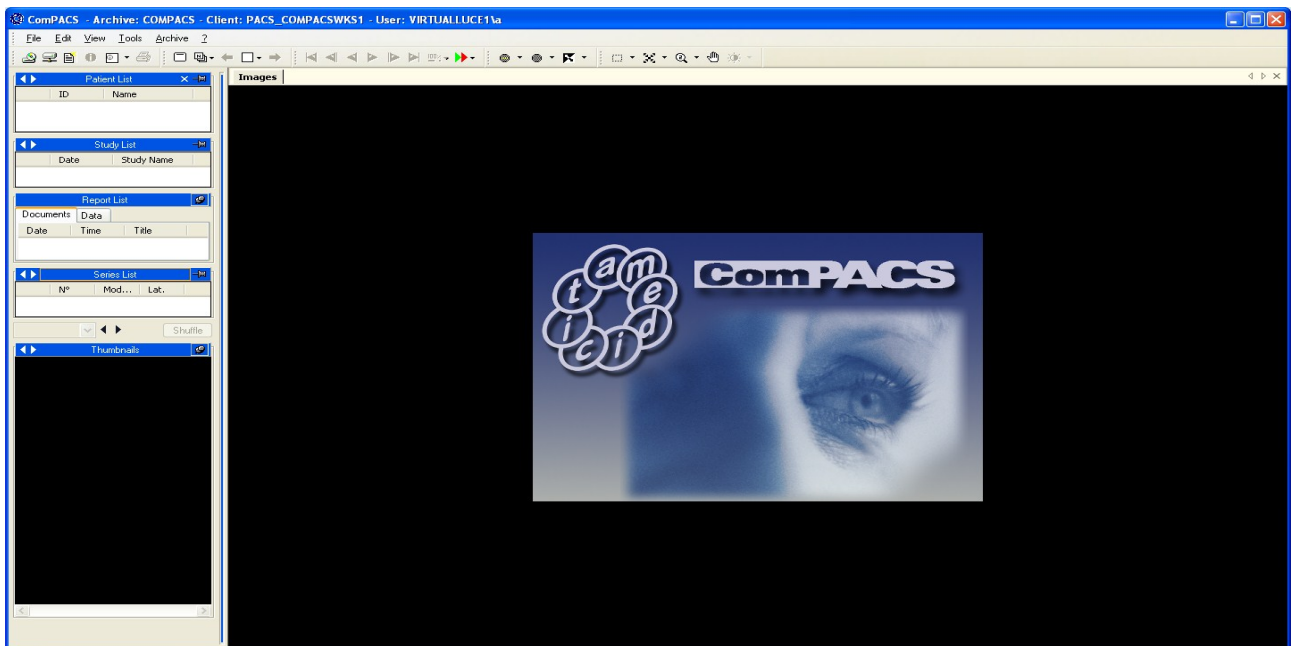 ComPACS - Archive: COMPACS - Client: PACS_COMPACSWKS1 - User: VIRTUALLUCE1\a
File Edit View Tools Archive ?
Patient List
ID Name
Study List
Date Study Name
Report List
Documents Data
Date Time Title
Series List
N° Mod... Lat.
Shuffle
Thumbnails
Images
medicitam
ComPACS